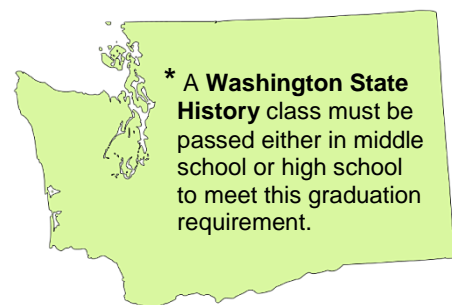 * A Washington State
History class must be
passed either in middle
school or high school
to meet this graduation
requirement.